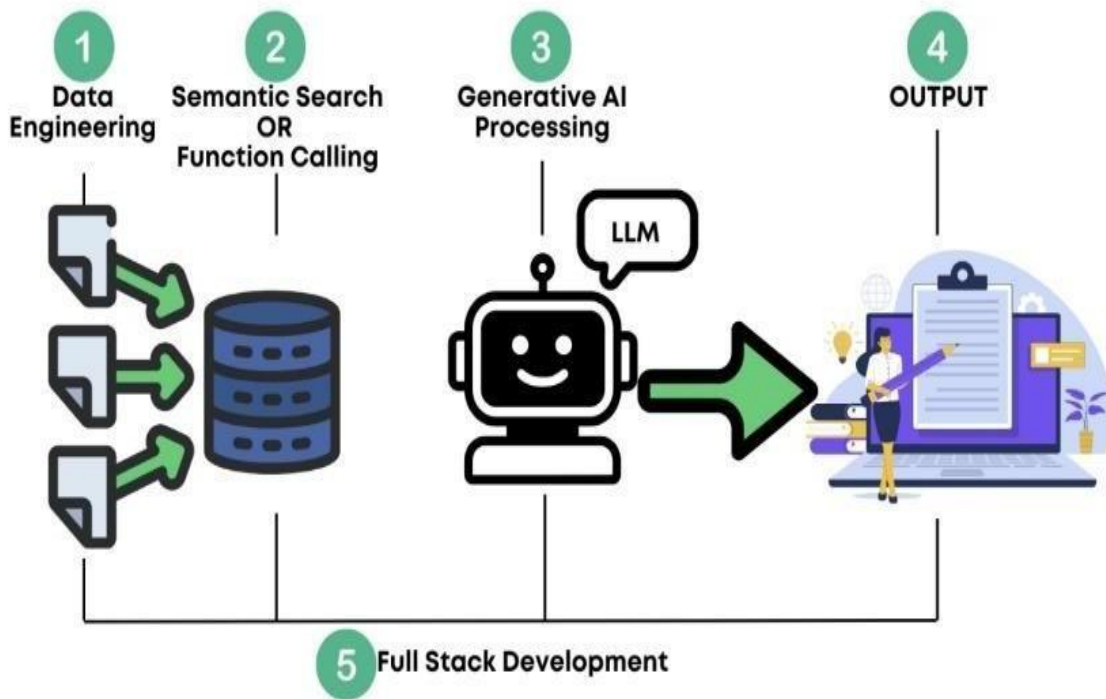 1
Data
Engineering
2
Semantic Search
OR
Function Calling
3
Generative AI
Processing
4
OUTPUT
LLM
5
Full Stack Development